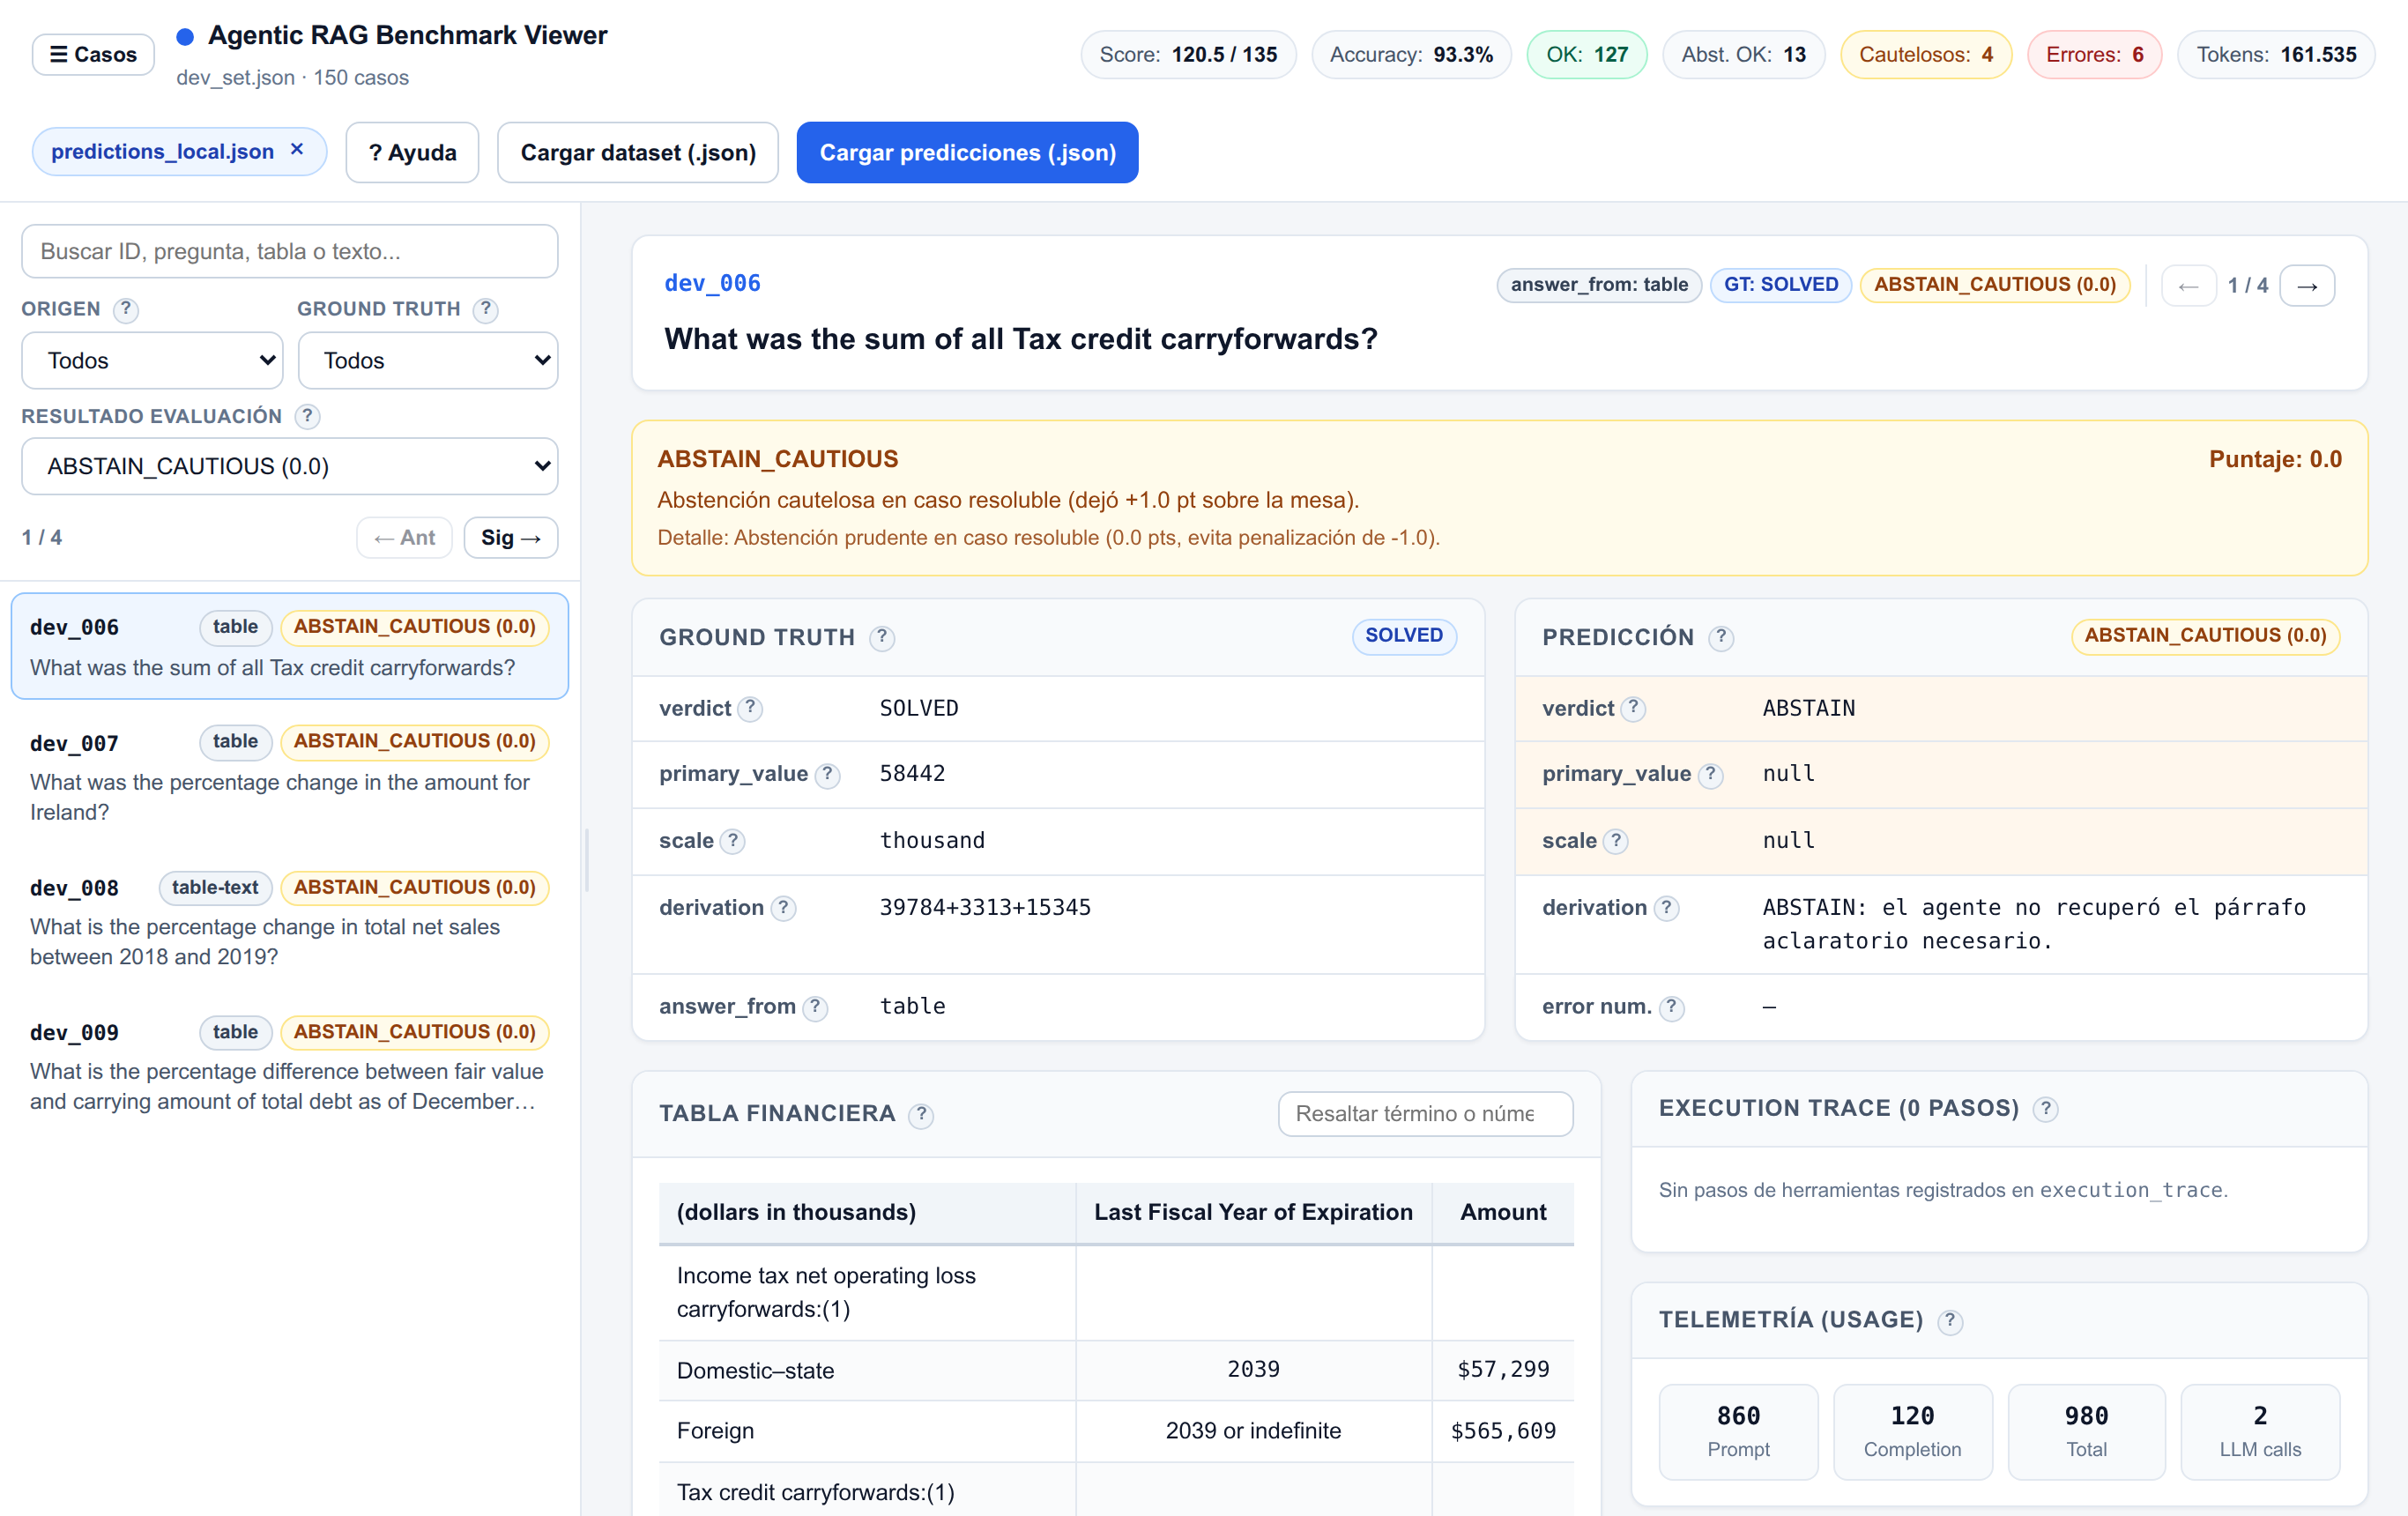 ☰ Casos
Agentic RAG Benchmark Viewer
dev_set.json · 150 casos
Score: 120.5 / 135
Accuracy: 93.3%
OK: 127
Abst. OK: 13
Cautelosos: 4
Errores: 6
Tokens: 161.535
predictions_local.json ×
? Ayuda
Cargar dataset (.json)
Cargar predicciones (.json)
Buscar ID, pregunta, tabla o texto...
ORIGEN ?
GROUND TRUTH ?
Todos
Todos
RESULTADO EVALUACIÓN ?
ABSTAIN_CAUTIOUS (0.0)
1 / 4
← Ant
Sig →
dev_006 table ABSTAIN_CAUTIOUS (0.0)
What was the sum of all Tax credit carryforwards?
dev_007 table ABSTAIN_CAUTIOUS (0.0)
What was the percentage change in the amount for
Ireland?
dev_008 table-text ABSTAIN_CAUTIOUS (0.0)
What is the percentage change in total net sales
between 2018 and 2019?
dev_009 table ABSTAIN_CAUTIOUS (0.0)
What is the percentage difference between fair value
and carrying amount of total debt as of December…
dev_006
answer_from: table
GT: SOLVED
ABSTAIN_CAUTIOUS (0.0)
← 1 / 4 →
What was the sum of all Tax credit carryforwards?
ABSTAIN_CAUTIOUS
Puntaje: 0.0
Abstención cautelosa en caso resoluble (dejó +1.0 pt sobre la mesa).
Detalle: Abstención prudente en caso resoluble (0.0 pts, evita penalización de -1.0).
GROUND TRUTH ?
SOLVED
verdict ? SOLVED
primary_value ? 58442
scale ? thousand
derivation ? 39784+3313+15345
answer_from ? table
PREDICCIÓN ?
ABSTAIN_CAUTIOUS (0.0)
verdict ? ABSTAIN
primary_value ? null
scale ? null
derivation ? ABSTAIN: el agente no recuperó el párrafo
aclaratorio necesario.
error num. ? —
TABLA FINANCIERA ?
Resaltar término o núme
(dollars in thousands) Last Fiscal Year of Expiration Amount
Income tax net operating loss
carryforwards:(1)
Domestic–state 2039 $57,299
Foreign 2039 or indefinite $565,609
Tax credit carryforwards:(1)
EXECUTION TRACE (0 PASOS) ?
Sin pasos de herramientas registrados en execution_trace.
TELEMETRÍA (USAGE) ?
860
Prompt
120
Completion
980
Total
2
LLM calls